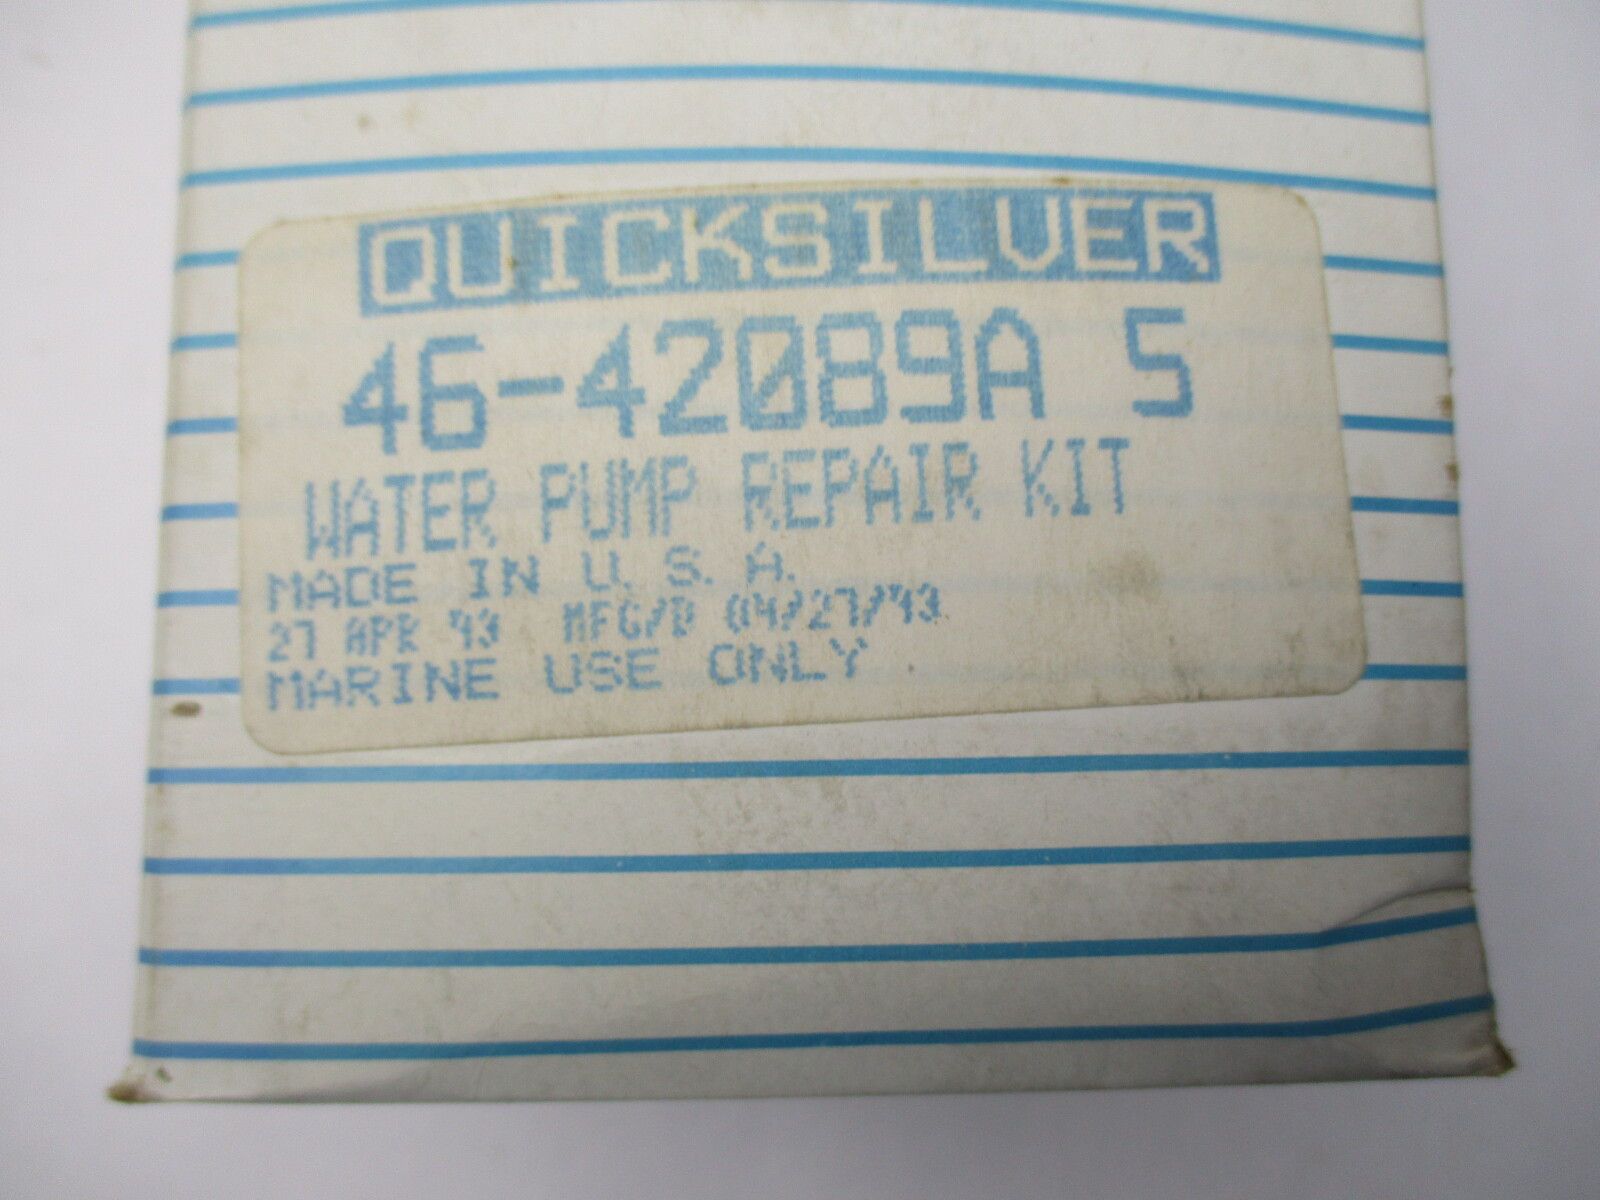 QUICKSILVER
46-42089A 5
WATER PUMP REPAIR KIT
MADE IN U. S. A.
27 APR 93 MFG/D 04/27/93
MARINE USE ONLY